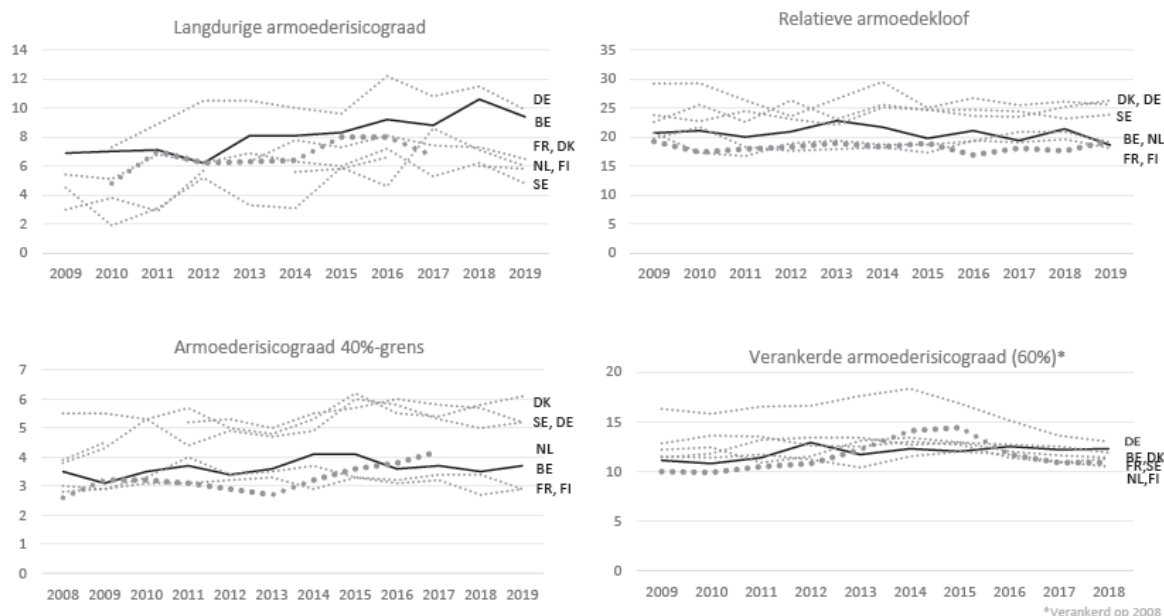 Langdurige armoederisicograad
14
12
10
8
6
4
2
0
2009 2010 2011 2012 2013 2014 2015 2016 2017 2018 2019
DE
BE
FR, DK
NL, FI
SE
Relatieve armoedekloof
35
30
25
20
15
10
5
0
2009 2010 2011 2012 2013 2014 2015 2016 2017 2018 2019
DK, DE
SE
BE, NL
FR, FI
Armoederisicograad 40%-grens
7
6
5
4
3
2
1
0
2008 2009 2010 2011 2012 2013 2014 2015 2016 2017 2018 2019
DK
SE, DE
NL
BE
FR, FI
Verankerde armoederisicograad (60%)*
20
15
10
5
0
2009 2010 2011 2012 2013 2014 2015 2016 2017 2018
DE
BE,DK
FR,SE
NL,FI
*Verankerd op 2008